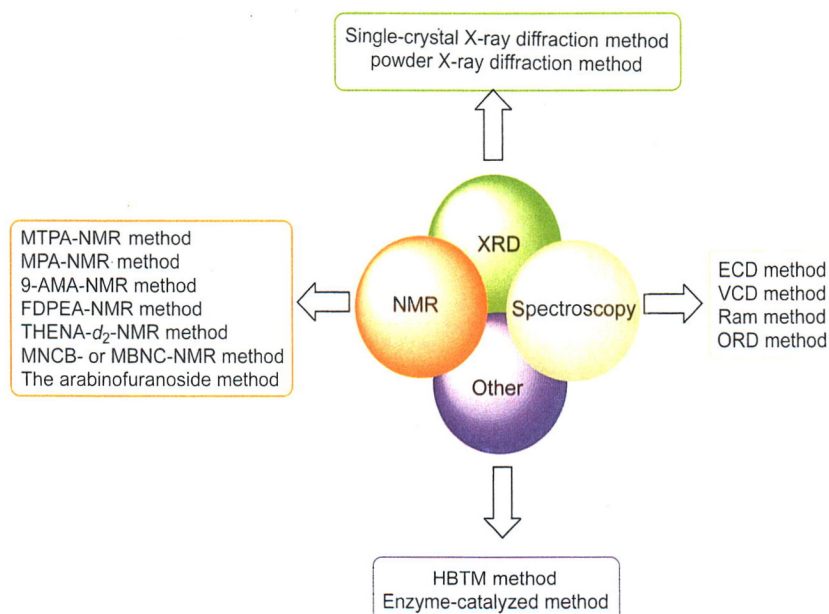 Single-crystal X-ray diffraction method
powder X-ray diffraction method
XRD
MTPA-NMR method
MPA-NMR method
9-AMA-NMR method
FDPEA-NMR method
THENA-d₂-NMR method
MNCB- or MBNC-NMR method
The arabinofuranoside method
NMR
Spectroscopy
ECD method
VCD method
Ram method
ORD method
Other
HBTM method
Enzyme-catalyzed method